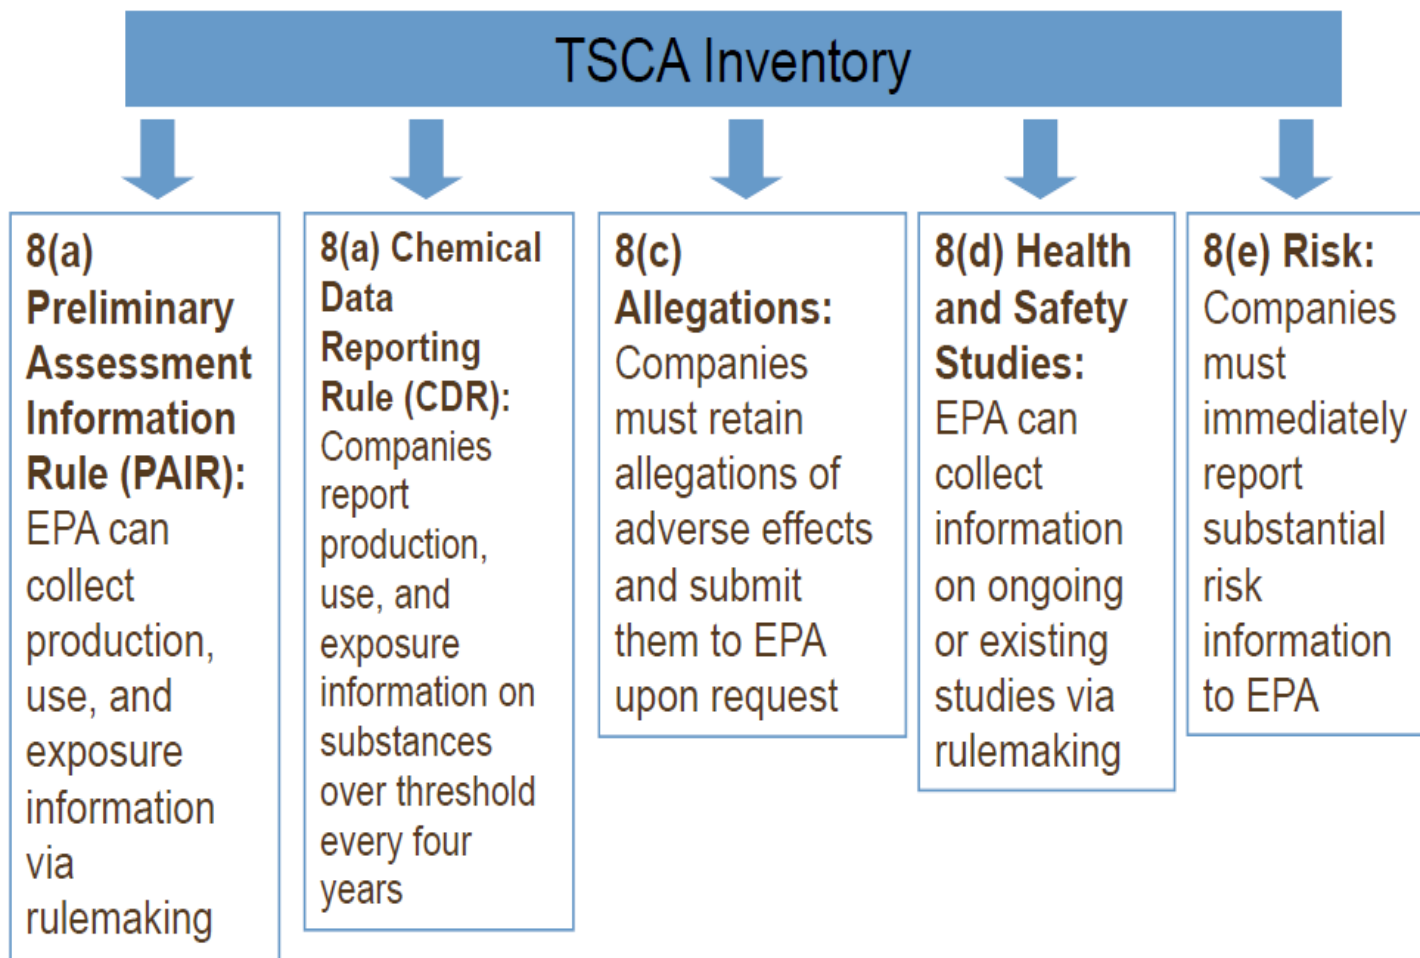 TSCA Inventory
8(a)
Preliminary
Assessment
Information
Rule (PAIR):
EPA can
collect
production,
use, and
exposure
information
via
rulemaking
8(a) Chemical
Data
Reporting
Rule (CDR):
Companies
report
production,
use, and
exposure
information on
substances
over threshold
every four
years
8(c)
Allegations:
Companies
must retain
allegations of
adverse effects
and submit
them to EPA
upon request
8(d) Health
and Safety
Studies:
EPA can
collect
information
on ongoing
or existing
studies via
rulemaking
8(e) Risk:
Companies
must
immediately
report
substantial
risk
information
to EPA